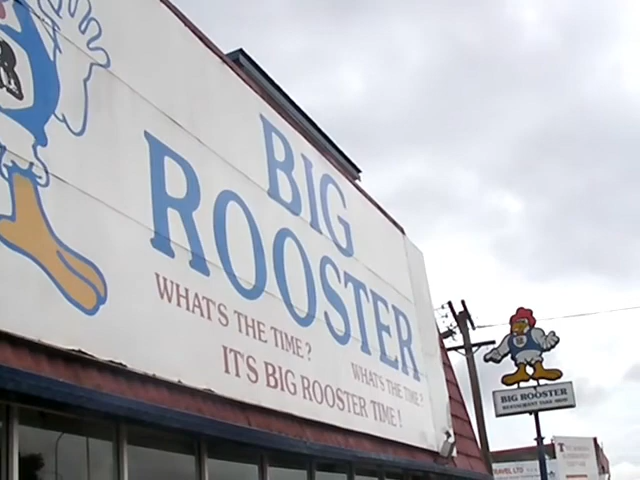 BIG
ROOSTER
WHAT'S THE TIME?
WHAT'S THE TIME?
IT'S BIG ROOSTER TIME!
BIG ROOSTER
TRAVEL LTD